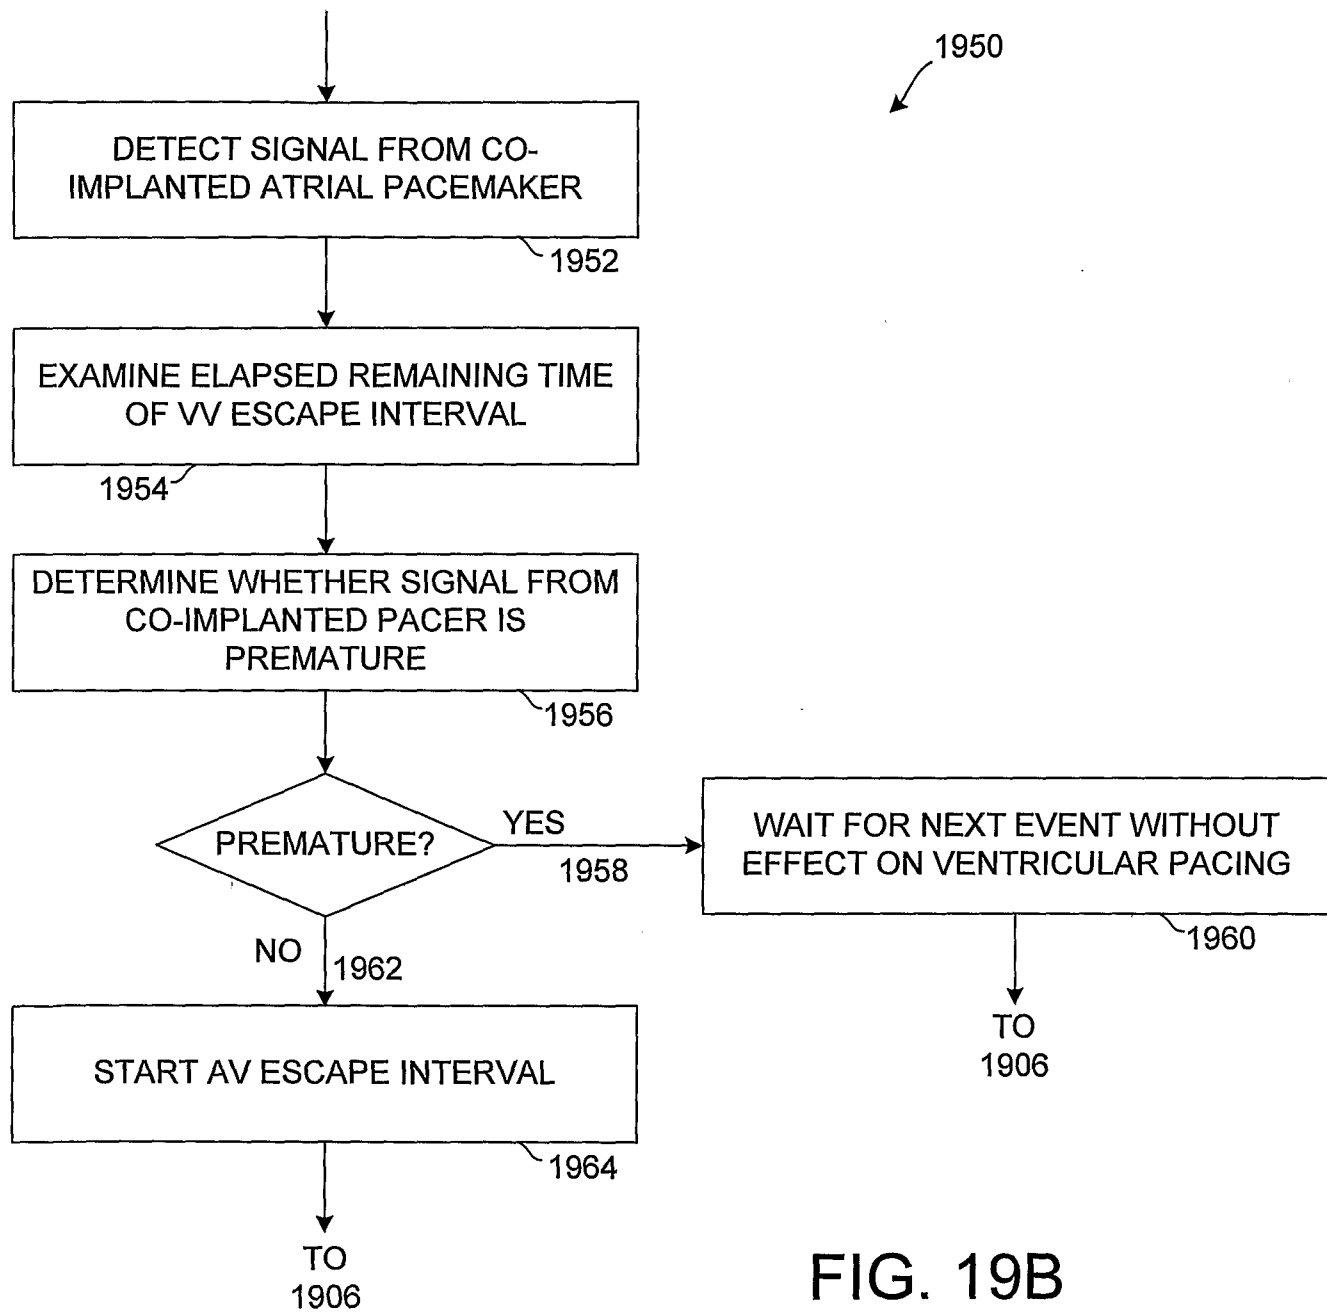 1950
DETECT SIGNAL FROM CO-
IMPLANTED ATRIAL PACEMAKER
1952
EXAMINE ELAPSED REMAINING TIME
OF VV ESCAPE INTERVAL
1954
DETERMINE WHETHER SIGNAL FROM
CO-IMPLANTED PACER IS
PREMATURE
1956
PREMATURE?
YES
1958
WAIT FOR NEXT EVENT WITHOUT
EFFECT ON VENTRICULAR PACING
1960
TO
1906
NO
1962
START AV ESCAPE INTERVAL
1964
TO
1906
FIG. 19B